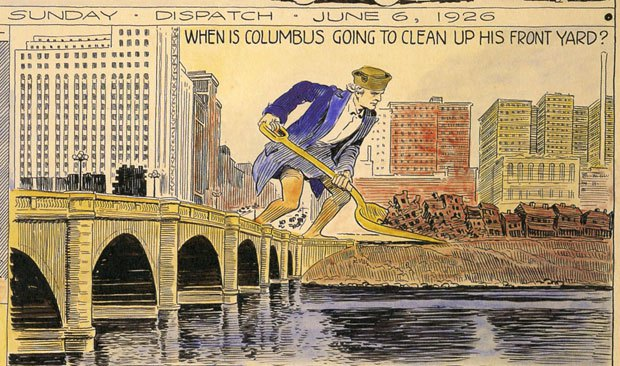 SUNDAY · DISPATCH · JUNE 6, 1926
WHEN IS COLUMBUS GOING TO CLEAN UP HIS FRONT YARD?